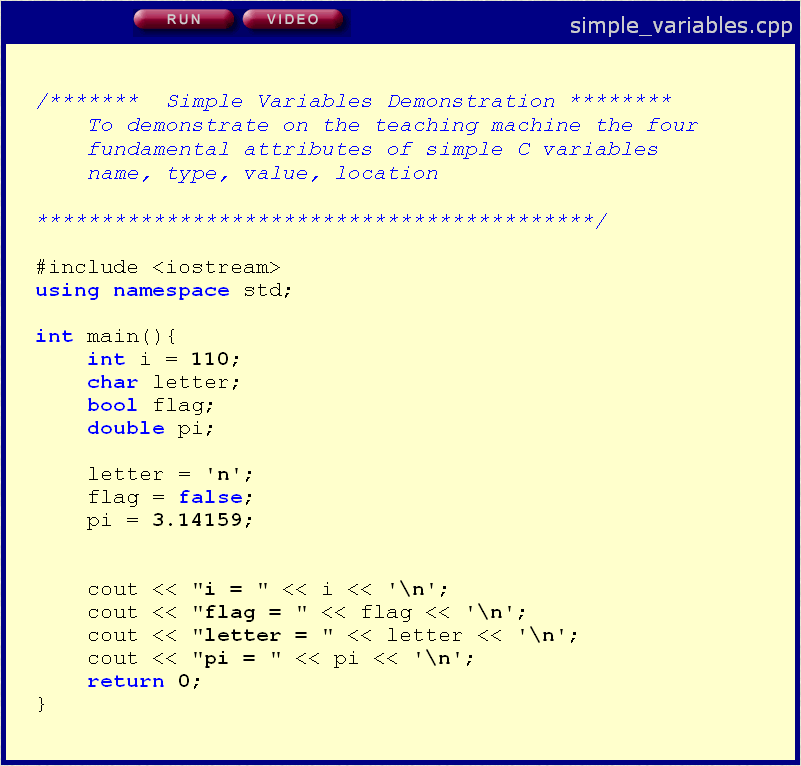 RUN VIDEO simple_variables.cpp
/******* Simple Variables Demonstration ********
To demonstrate on the teaching machine the four
fundamental attributes of simple C variables
name, type, value, location
*******************************************/
#include <iostream>
using namespace std;
int main(){
int i = 110;
char letter;
bool flag;
double pi;
letter = 'n';
flag = false;
pi = 3.14159;
cout << "i = " << i << '\n';
cout << "flag = " << flag << '\n';
cout << "letter = " << letter << '\n';
cout << "pi = " << pi << '\n';
return 0;
}